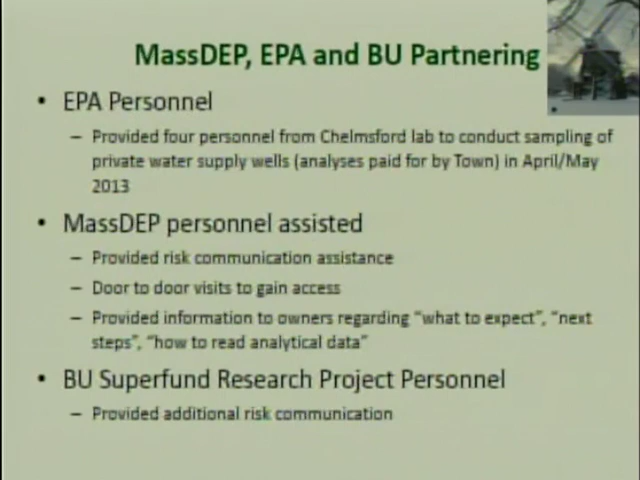 MassDEP, EPA and BU Partnering
• EPA Personnel
– Provided four personnel from Chelmsford lab to conduct sampling of
private water supply wells (analyses paid for by Town) in April/May
2013
• MassDEP personnel assisted
– Provided risk communication assistance
– Door to door visits to gain access
– Provided information to owners regarding “what to expect”, “next
steps”, “how to read analytical data”
• BU Superfund Research Project Personnel
– Provided additional risk communication